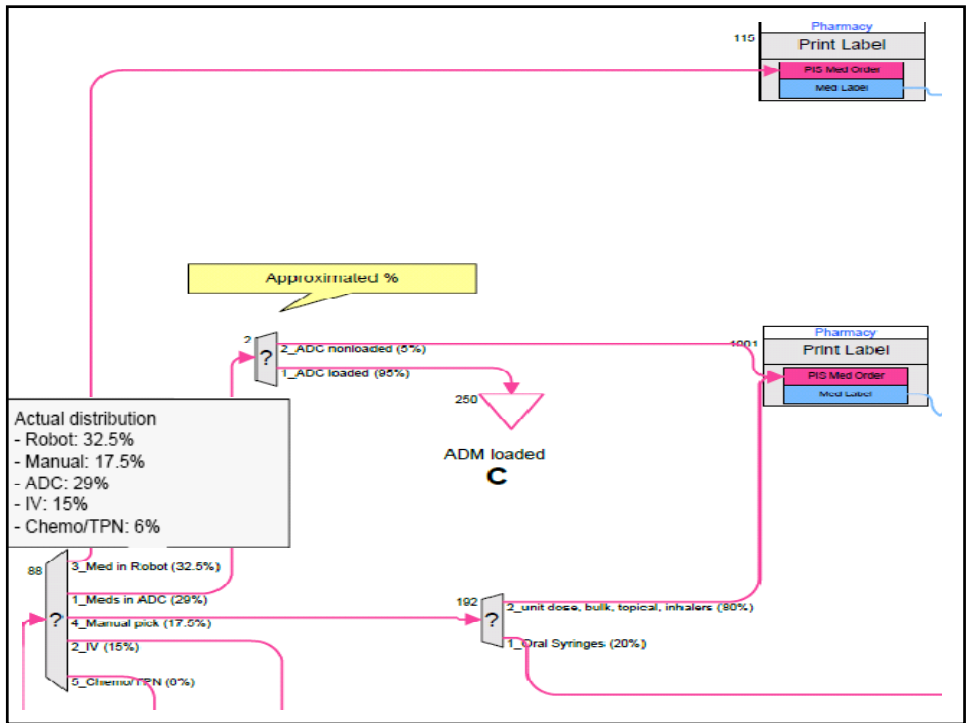 Pharmacy
115
Print Label
PIS Med Order
Med Label
Approximated %
2
?
2_ADC nonloaded (5%)
1_ADC loaded (95%)
1001
Pharmacy
Print Label
PIS Med Order
Med Label
250
ADM loaded
C
Actual distribution
- Robot: 32.5%
- Manual: 17.5%
- ADC: 29%
- IV: 15%
- Chemo/TPN: 6%
88
?
3_Med in Robot (32.5%)
1_Meds in ADC (29%)
4_Manual pick (17.5%)
2_IV (15%)
5_Chemo/TPN (6%)
192
?
2_unit dose, bulk, topical, inhalers (80%)
1_Oral Syringes (20%)